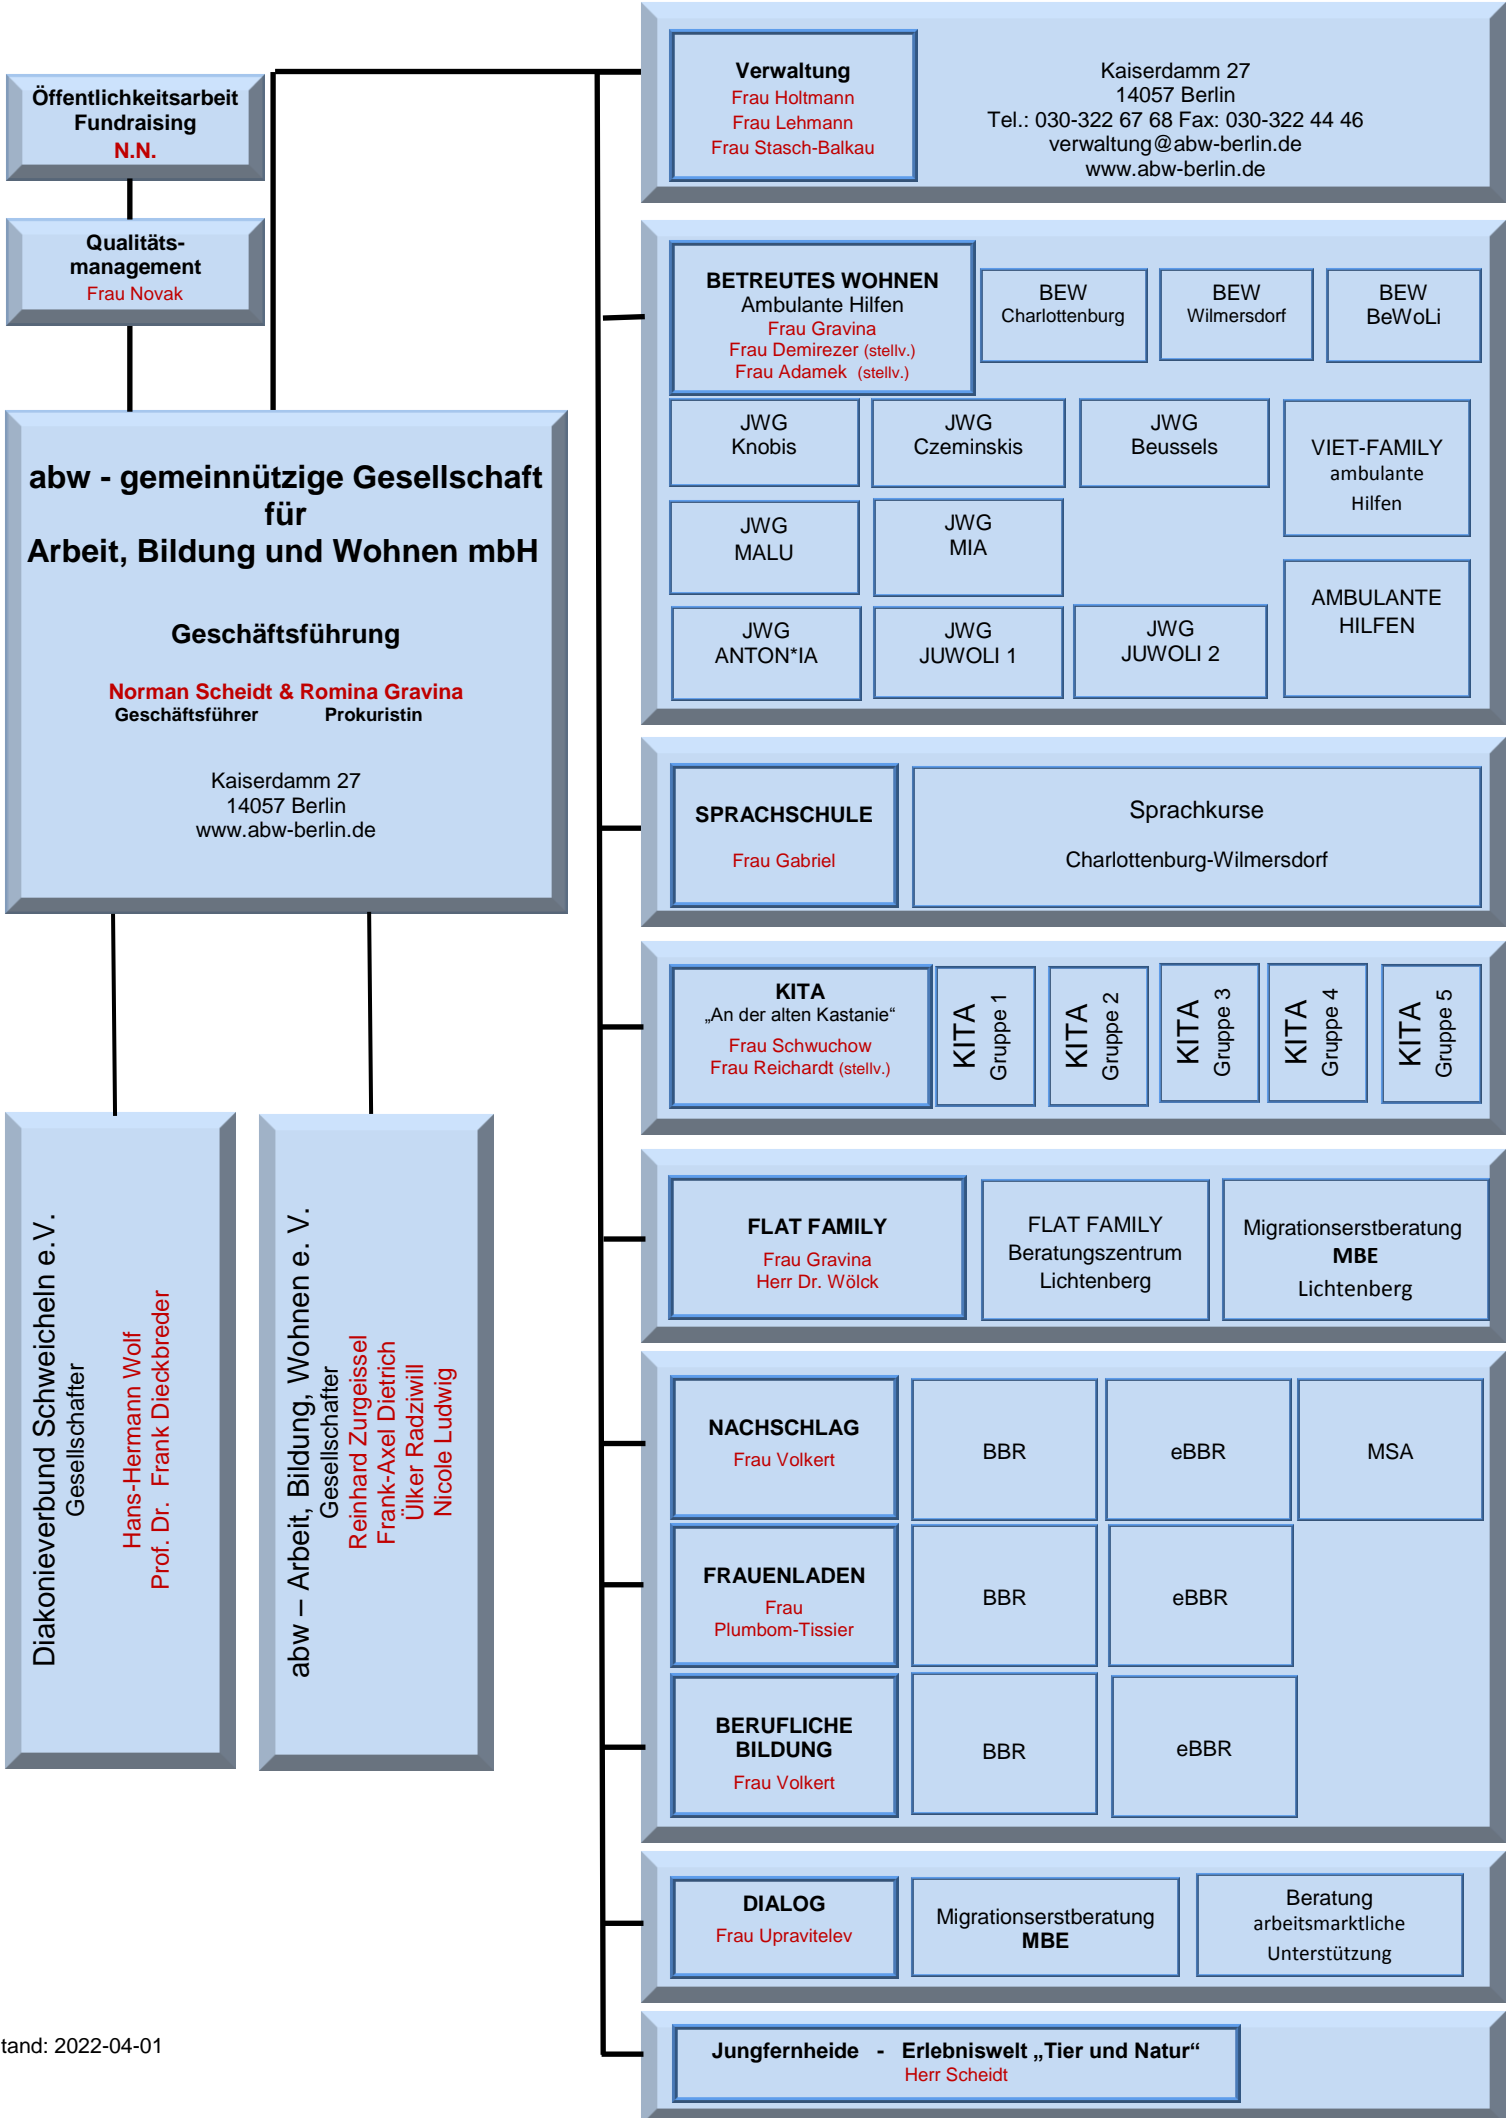 Öffentlichkeitsarbeit
Fundraising
N.N.
Qualitäts-
management
Frau Novak
abw - gemeinnützige Gesellschaft
für
Arbeit, Bildung und Wohnen mbH
Geschäftsführung
Norman Scheidt & Romina Gravina
Geschäftsführer Prokuristin
Kaiserdamm 27
14057 Berlin
www.abw-berlin.de
Diakonieverbund Schweicheln e.V.
Gesellschafter
Hans-Hermann Wolf
Prof. Dr. Frank Dieckbreder
abw – Arbeit, Bildung, Wohnen e. V.
Gesellschafter
Reinhard Zurgeissel
Frank-Axel Dietrich
Ülker Radziwill
Nicole Ludwig
Verwaltung
Frau Holtmann
Frau Lehmann
Frau Stasch-Balkau
Kaiserdamm 27
14057 Berlin
Tel.: 030-322 67 68 Fax: 030-322 44 46
verwaltung@abw-berlin.de
www.abw-berlin.de
BETREUTES WOHNEN
Ambulante Hilfen
Frau Gravina
Frau Demirezer (stellv.)
Frau Adamek (stellv.)
BEW
Charlottenburg
BEW
Wilmersdorf
BEW
BeWoLi
JWG
Knobis
JWG
Czeminskis
JWG
Beussels
VIET-FAMILY
ambulante
Hilfen
JWG
MALU
JWG
MIA
AMBULANTE
HILFEN
JWG
ANTON*IA
JWG
JUWOLI 1
JWG
JUWOLI 2
SPRACHSCHULE
Frau Gabriel
Sprachkurse
Charlottenburg-Wilmersdorf
KITA
„An der alten Kastanie“
Frau Schwuchow
Frau Reichardt (stellv.)
KITA
Gruppe 1
KITA
Gruppe 2
KITA
Gruppe 3
KITA
Gruppe 4
KITA
Gruppe 5
FLAT FAMILY
Frau Gravina
Herr Dr. Wölck
FLAT FAMILY
Beratungszentrum
Lichtenberg
Migrationserstberatung
MBE
Lichtenberg
NACHSCHLAG
Frau Volkert
BBR
eBBR
MSA
FRAUENLADEN
Frau
Plumbom-Tissier
BBR
eBBR
BERUFLICHE
BILDUNG
Frau Volkert
BBR
eBBR
DIALOG
Frau Upravitelev
Migrationserstberatung
MBE
Beratung
arbeitsmarktliche
Unterstützung
Jungfernheide - Erlebniswelt „Tier und Natur“
Herr Scheidt
tand: 2022-04-01